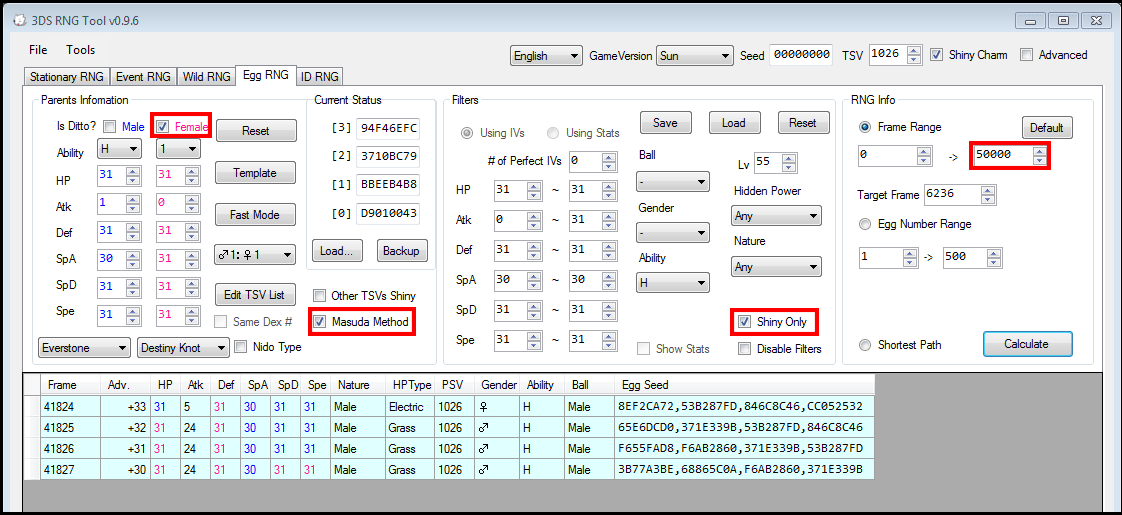 3DS RNG Tool v0.9.6
File Tools
English GameVersion Sun Seed 00000000 TSV 1026 Shiny Charm Advanced
Stationary RNG Event RNG Wild RNG Egg RNG ID RNG
Parents Infomation
Is Ditto? Male Female Reset
Ability H 1
HP 31 31 Template
Atk 1 0
Def 31 31 Fast Mode
SpA 30 31 ♂1: ♀1
SpD 31 31 Edit TSV List
Spe 31 31 Same Dex #
Everstone Destiny Knot Nido Type
Current Status
[3] 94F46EFC
[2] 3710BC79
[1] BBEEB4B8
[0] D9010043
Load... Backup
Other TSVs Shiny
Masuda Method
Filters
Using IVs Using Stats Save Load Reset
# of Perfect IVs 0 Ball Lv 55
HP 31 ~ 31 - Hidden Power
Atk 0 ~ 31 Gender Any
Def 31 ~ 31 - Nature
SpA 30 ~ 30 Ability Any
SpD 31 ~ 31 H
Spe 31 ~ 31 Shiny Only
Show Stats Disable Filters
RNG Info
Frame Range Default
0 -> 50000
Target Frame 6236
Egg Number Range
1 -> 500
Shortest Path Calculate
Frame Adv. HP Atk Def SpA SpD Spe Nature HPType PSV Gender Ability Ball Egg Seed
41824 +33 31 5 31 30 31 31 Male Electric 1026 ♀ H Male 8EF2CA72,53B287FD,846C8C46,CC052532
41825 +32 31 24 31 30 31 31 Male Grass 1026 ♂ H Male 65E6DCD0,371E339B,53B287FD,846C8C46
41826 +31 31 24 31 30 31 31 Male Grass 1026 ♂ H Male F655FAD8,F6AB2860,371E339B,53B287FD
41827 +30 31 24 31 30 31 31 Male Grass 1026 ♂ H Male 3B77A3BE,68865C0A,F6AB2860,371E339B